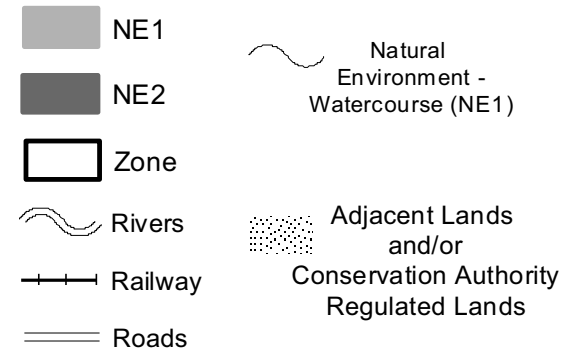 NE1
NE2
Zone
Rivers
Railway
Roads
Natural
Environment -
Watercourse (NE1)
Adjacent Lands
and/or
Conservation Authority
Regulated Lands